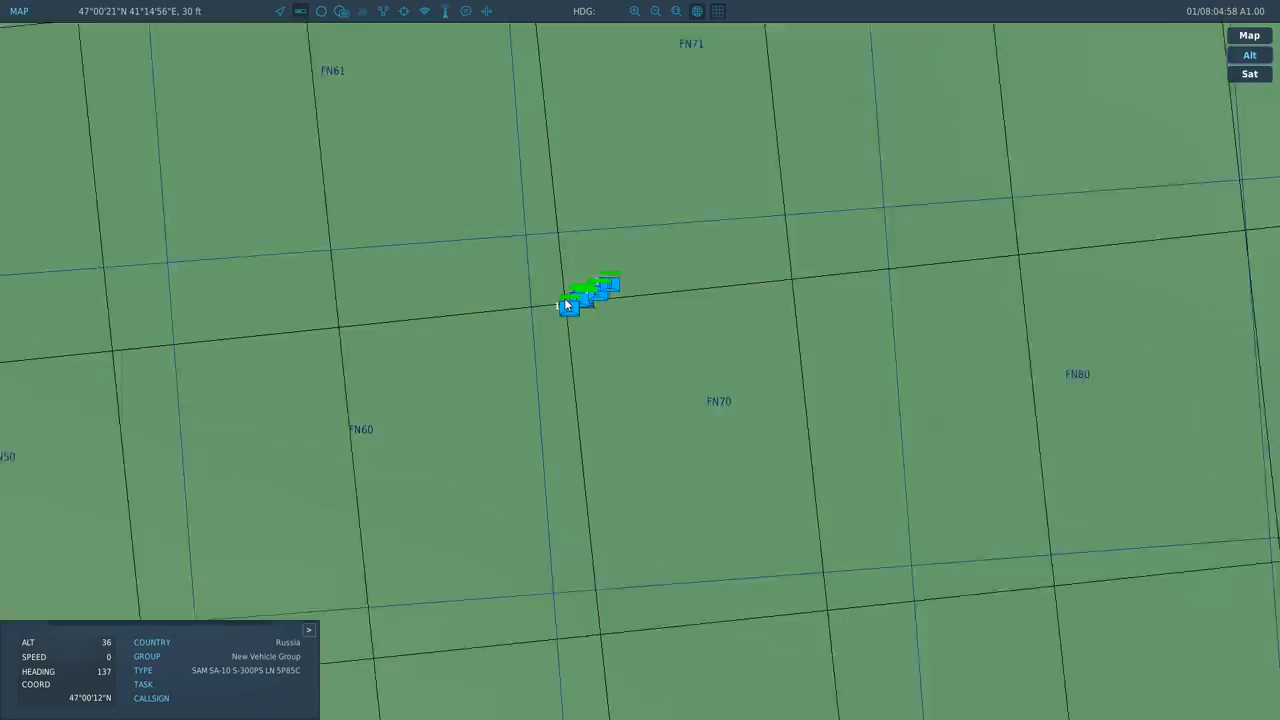 MAP 47°00'21"N 41°14'56"E, 30 ft HDG: 01/08:04:58 A1.00
Map
Alt
Sat
FN71
FN61
FN80
FN70
FN60
N50
1
>
ALT 36 COUNTRY Russia
SPEED 0 GROUP New Vehicle Group
HEADING 137 TYPE SAM SA-10 S-300PS LN 5P85C
COORD TASK
47°00'12"N CALLSIGN